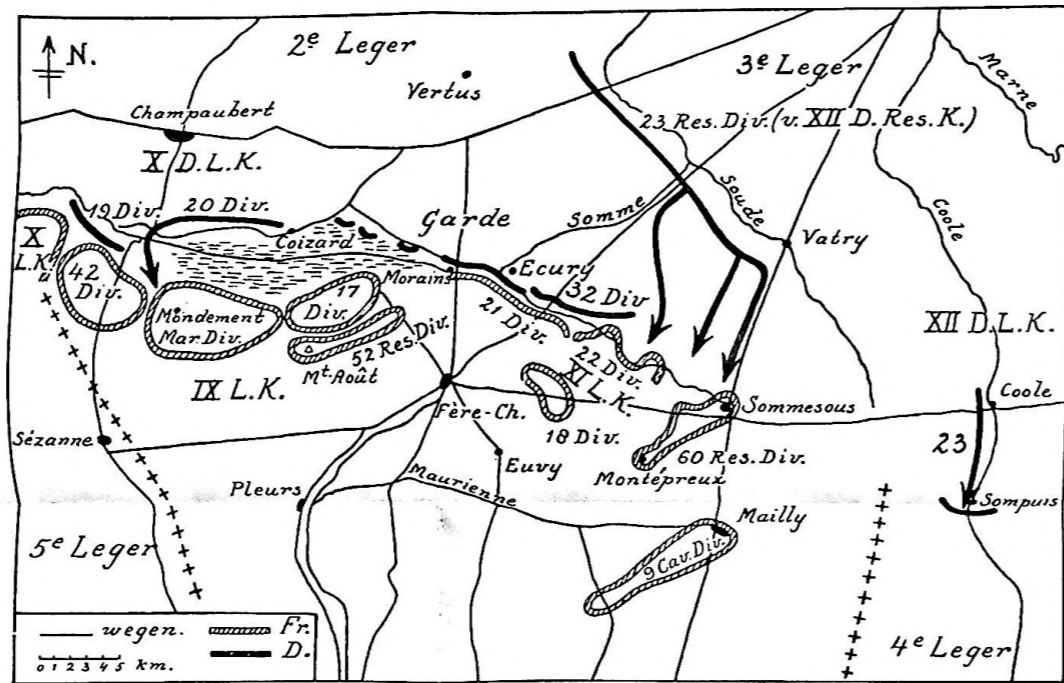 N.
2e Leger
3e Leger
Marne
Vertus
Champaubert
23 Res. Div. (v. XII D. Res. K.)
X D.L.K.
Soude
Coole
19 Div.
20 Div.
Garde
Somme
Vatry
Coizard
X
L.K.
Morains
Ecury
42
Div.
17
Div.
21 Div.
32 Div
XII D.L.K.
Móndement
Mar. Div.
52 Res. Div.
Mt. Août
22 Div.
XI L.K.
IX L.K.
Fère-Ch.
Sommesous
Coole
Sézanne
18 Div.
60 Res. Div.
23
Euvy
Montépreux
Pleurs
Maurienne
Sompuis
Mailly
5e Leger
9 Cav. Div.
wegen.
Fr.
D.
0 1 2 3 4 5 km.
4e Leger